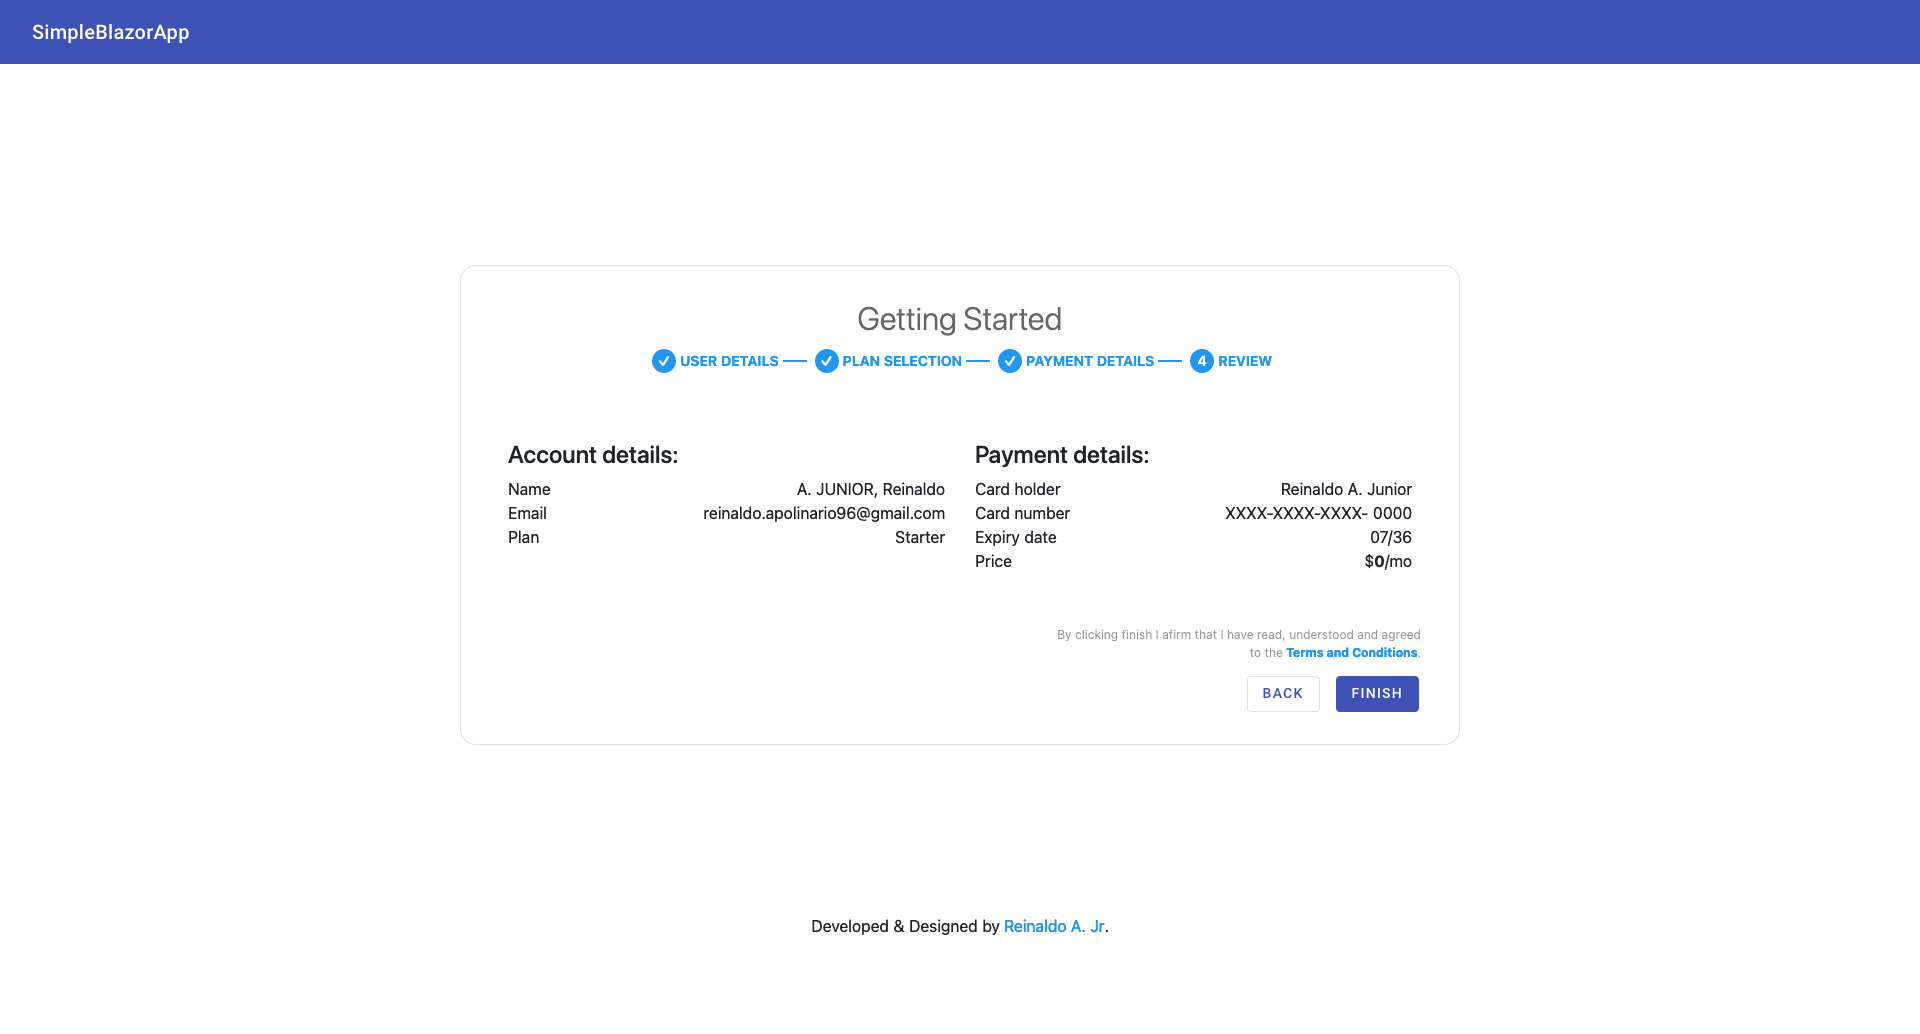 SimpleBlazorApp
Getting Started
USER DETAILS PLAN SELECTION PAYMENT DETAILS 4 REVIEW
Account details:
Name A. JUNIOR, Reinaldo
Email reinaldo.apolinario96@gmail.com
Plan Starter
Payment details:
Card holder Reinaldo A. Junior
Card number XXXX-XXXX-XXXX- 0000
Expiry date 07/36
Price $0/mo
By clicking finish I afirm that I have read, understood and agreed
to the Terms and Conditions.
BACK FINISH
Developed & Designed by Reinaldo A. Jr.